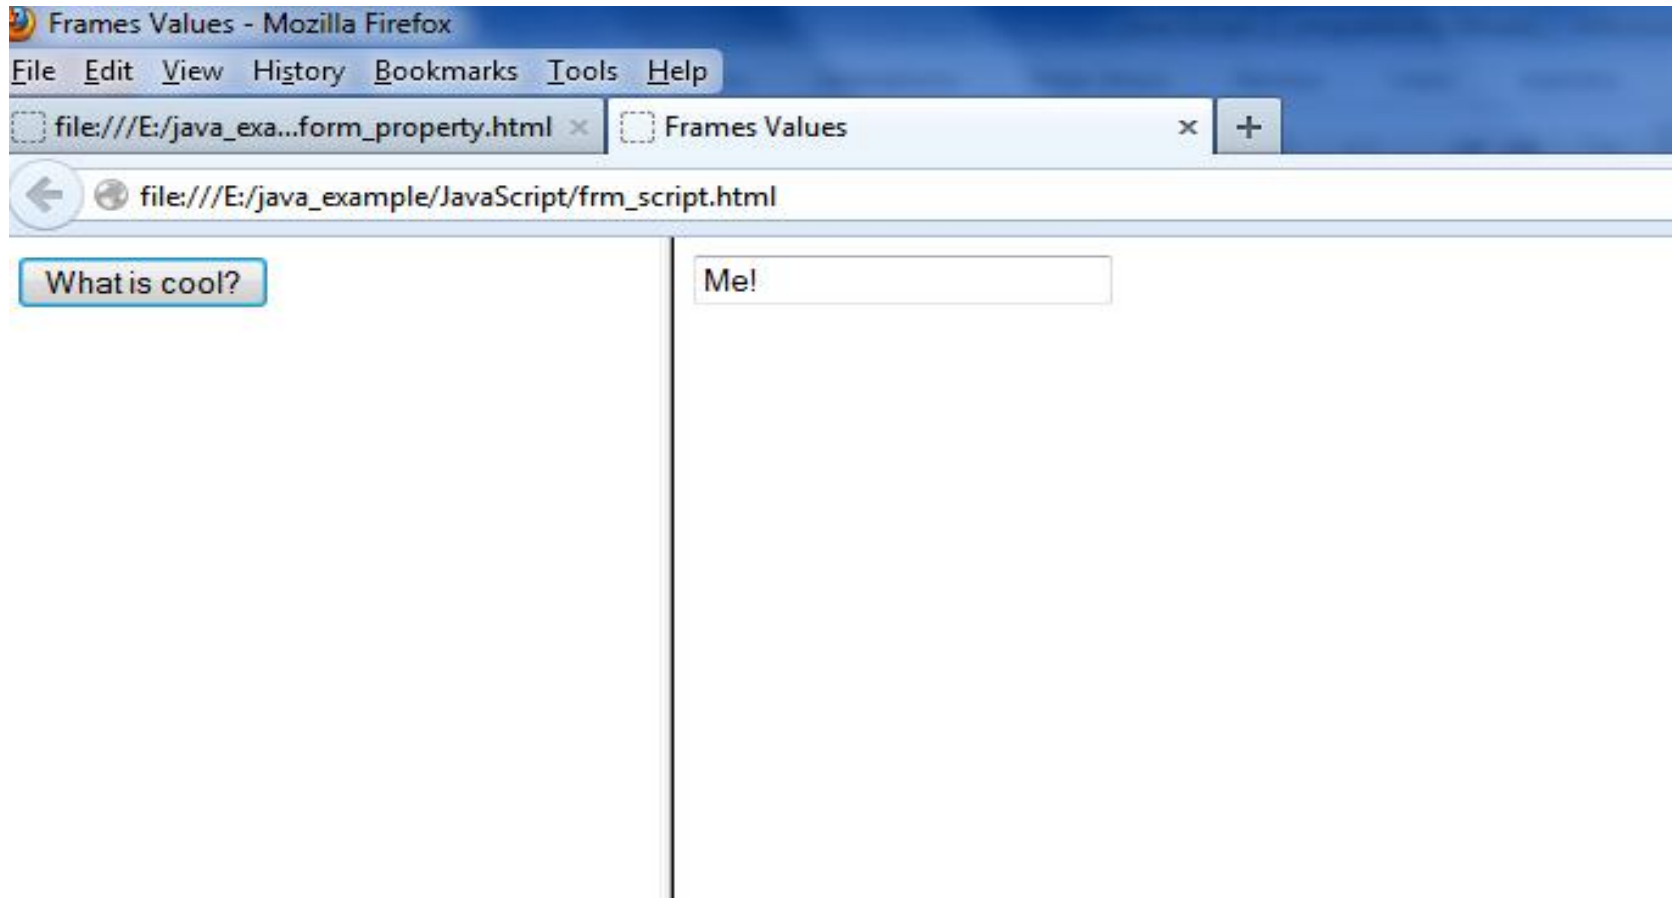 Frames Values - Mozilla Firefox
File Edit View History Bookmarks Tools Help
file:///E:/java_exa...form_property.html × Frames Values × +
file:///E:/java_example/JavaScript/frm_script.html
What is cool? Me!